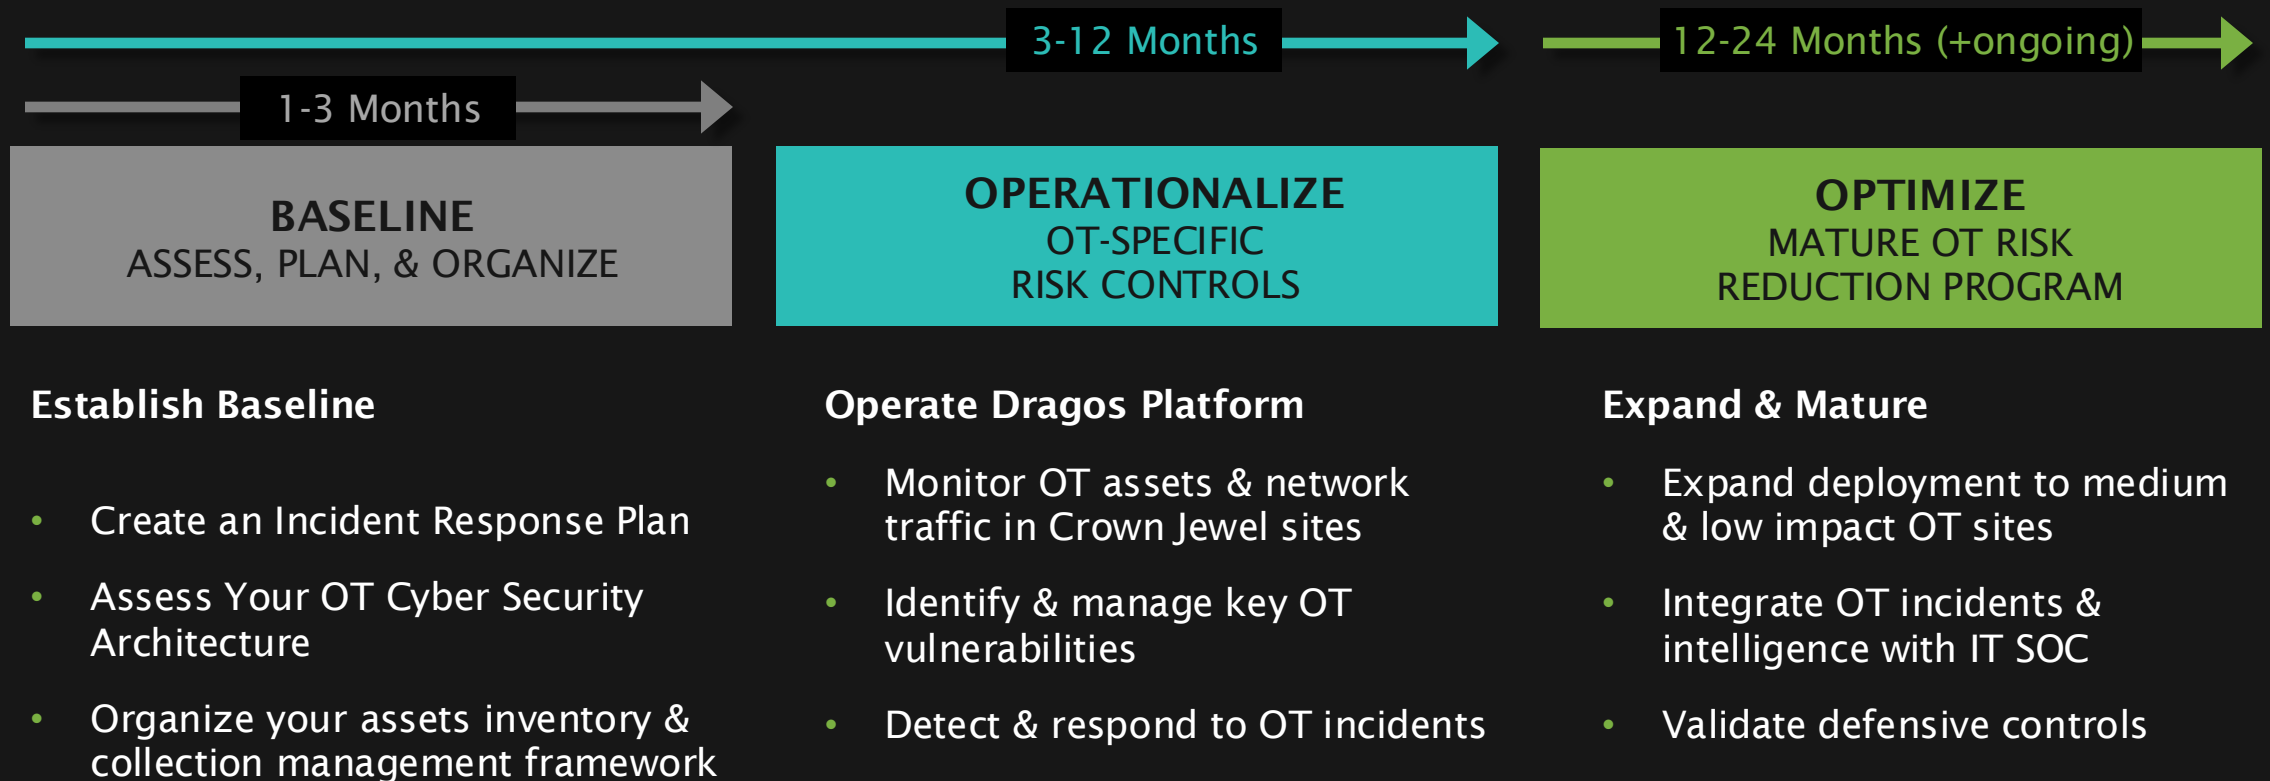 3-12 Months
12-24 Months (+ongoing)
1-3 Months
BASELINE
ASSESS, PLAN, & ORGANIZE
OPERATIONALIZE
OT-SPECIFIC
RISK CONTROLS
OPTIMIZE
MATURE OT RISK
REDUCTION PROGRAM
Establish Baseline
• Create an Incident Response Plan
• Assess Your OT Cyber Security
Architecture
• Organize your assets inventory &
collection management framework
Operate Dragos Platform
• Monitor OT assets & network
traffic in Crown Jewel sites
• Identify & manage key OT
vulnerabilities
• Detect & respond to OT incidents
Expand & Mature
• Expand deployment to medium
& low impact OT sites
• Integrate OT incidents &
intelligence with IT SOC
• Validate defensive controls